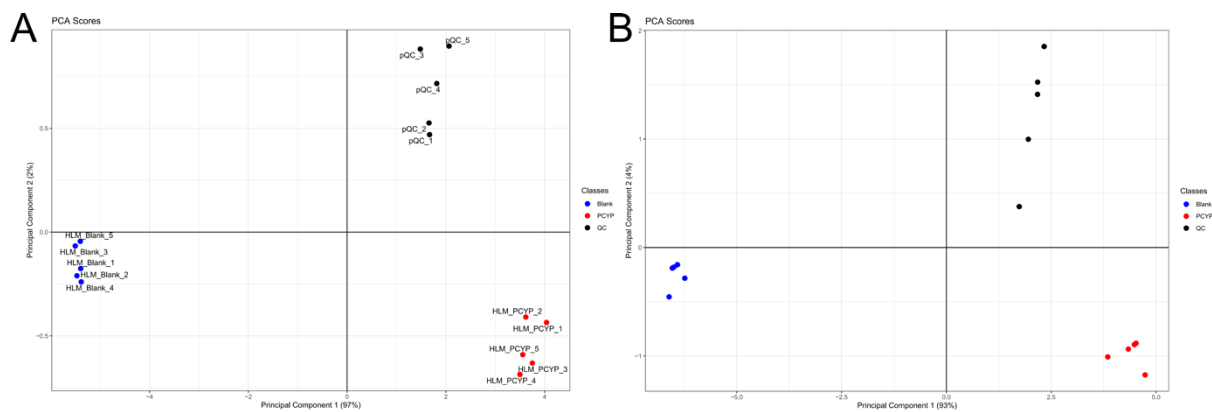 A
PCA Scores
pQC_5
pQC_3
pQC_4
pQC_2
pQC_1
0.5
0.0
−0.5
Principal Component 2 (2%)
HLM_Blank_5
HLM_Blank_3
HLM_Blank_1
HLM_Blank_2
HLM_Blank_4
HLM_PCYP_2
HLM_PCYP_1
HLM_PCYP_5
HLM_PCYP_3
HLM_PCYP_4
−4
−2
0
2
4
Principal Component 1 (97%)
Classes
Blank
PCYP
QC
B
PCA Scores
2
1
0
−1
Principal Component 2 (4%)
−5.0
−2.5
0.0
2.5
5.0
Principal Component 1 (93%)
Classes
Blank
PCYP
QC